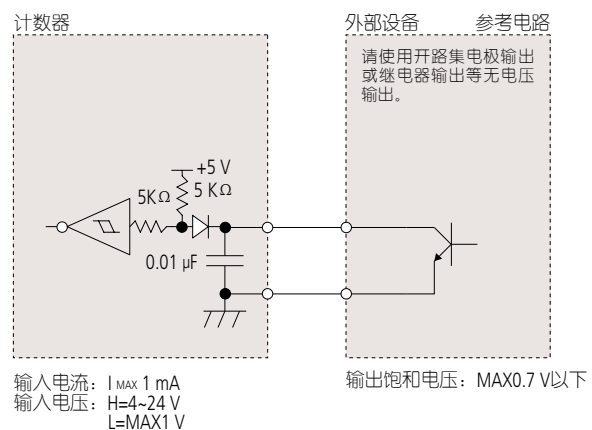 计数器
外部设备 参考电路
请使用开路集电极输出
或继电器输出等无电压
输出。
+5 V
5KΩ
5 KΩ
0.01 μF
输入电流：I MAX 1 mA
输入电压：H=4~24 V
L=MAX1 V
输出饱和电压：MAX0.7 V以下